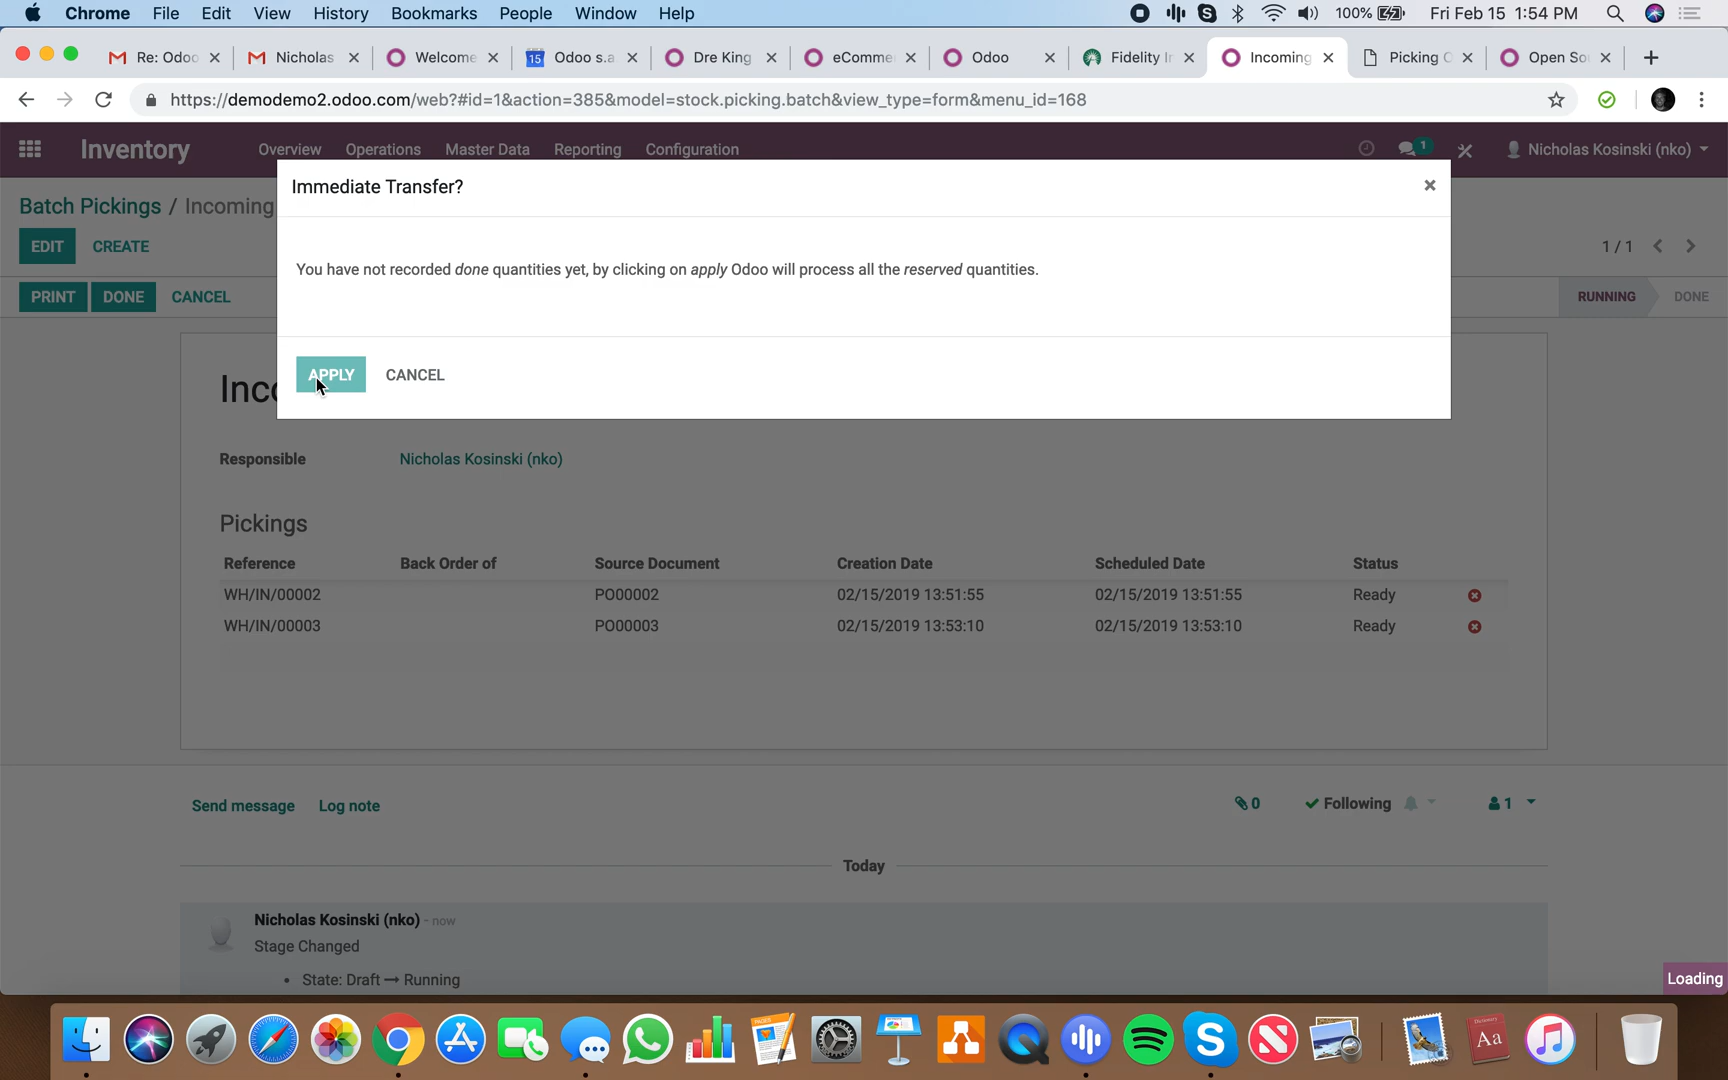 Chrome File Edit View History Bookmarks People Window Help 100% Fri Feb 15 1:54 PM
Re: Odoo Nicholas Welcome 15 Odoo s.a Dre King eComme Odoo Fidelity In Incoming Picking O Open So
https://demodemo2.odoo.com/web?#id=1&action=385&model=stock.picking.batch&view_type=form&menu_id=168
Inventory Overview Operations Master Data Reporting Configuration 1 Nicholas Kosinski (nko)
Immediate Transfer?
Batch Pickings / Incoming
EDIT CREATE 1 / 1
You have not recorded done quantities yet, by clicking on apply Odoo will process all the reserved quantities.
PRINT DONE CANCEL RUNNING DONE
APPLY CANCEL
Inco
Responsible Nicholas Kosinski (nko)
Pickings
Reference Back Order of Source Document Creation Date Scheduled Date Status
WH/IN/00002 PO00002 02/15/2019 13:51:55 02/15/2019 13:51:55 Ready
WH/IN/00003 PO00003 02/15/2019 13:53:10 02/15/2019 13:53:10 Ready
Send message Log note 0 Following 1
Today
Nicholas Kosinski (nko) - now
Stage Changed
• State: Draft → Running
Loading
Aa